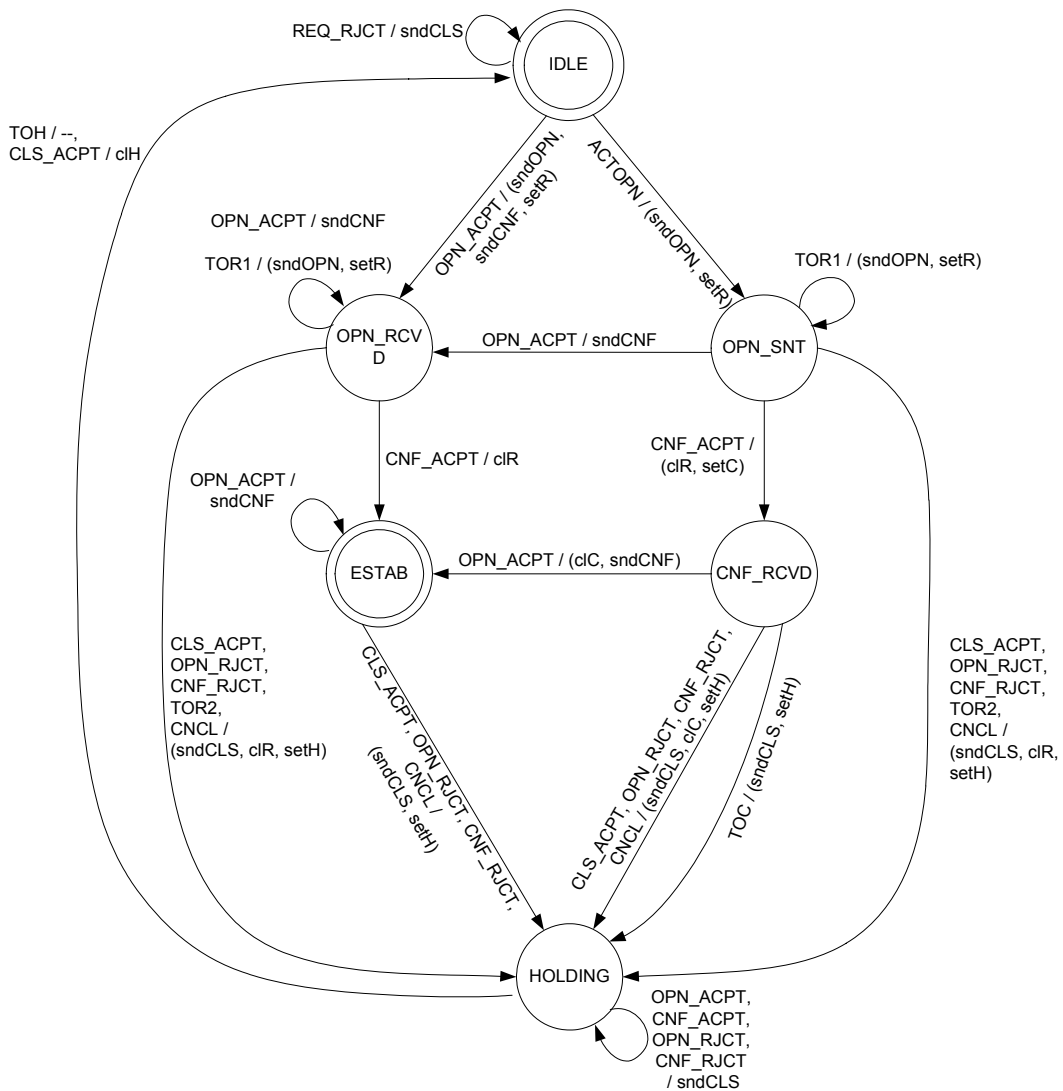 REQ_RJCT / sndCLS
IDLE
TOH / --,
CLS_ACPT / clH
OPN_ACPT / (sndOPN,
sndCNF, setR)
ACTOPN / (sndOPN, setR)
OPN_ACPT / sndCNF
TOR1 / (sndOPN, setR)
TOR1 / (sndOPN, setR)
OPN_RCV
D
OPN_ACPT / sndCNF
OPN_SNT
CNF_ACPT / clR
CNF_ACPT /
(clR, setC)
OPN_ACPT /
sndCNF
ESTAB
OPN_ACPT / (clC, sndCNF)
CNF_RCVD
CLS_ACPT,
OPN_RJCT,
CNF_RJCT,
TOR2,
CNCL /
(sndCLS, clR, setH)
CLS_ACPT, OPN_RJCT, CNF_RJCT,
CNCL /
(sndCLS, setH)
CLS_ACPT, OPN_RJCT, CNF_RJCT,
CNCL / (sndCLS, clC, setH)
TOC / (sndCLS, setH)
CLS_ACPT,
OPN_RJCT,
CNF_RJCT,
TOR2,
CNCL /
(sndCLS, clR,
setH)
HOLDING
OPN_ACPT,
CNF_ACPT,
OPN_RJCT,
CNF_RJCT
/ sndCLS